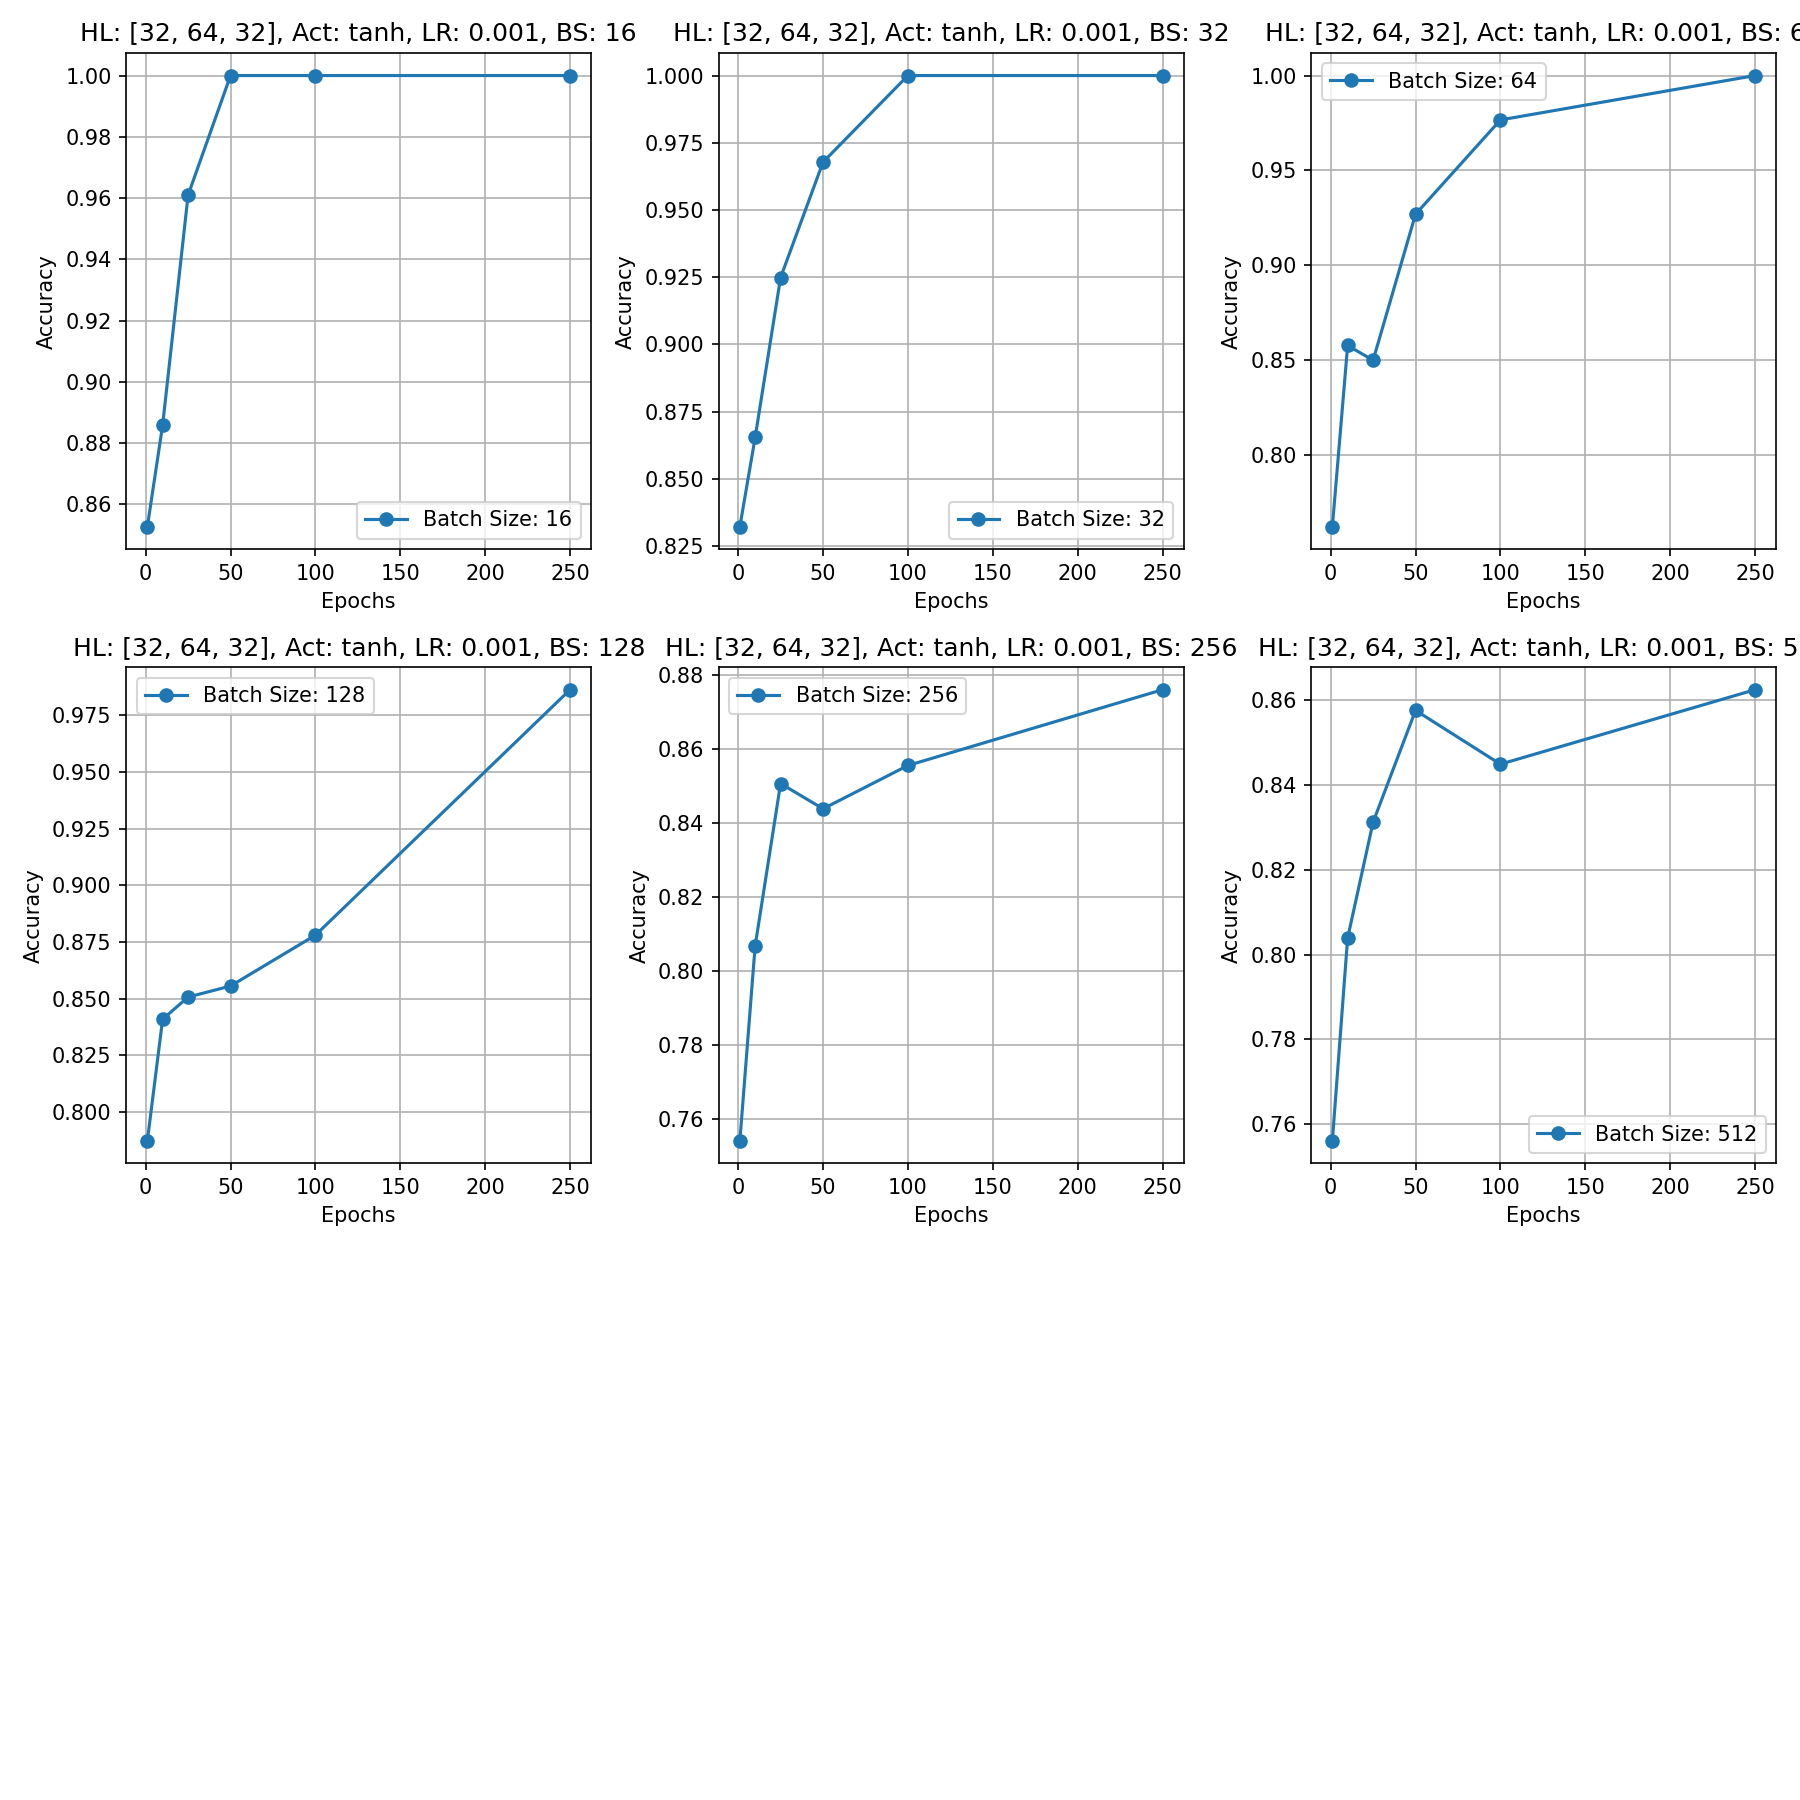 HL: [32, 64, 32], Act: tanh, LR: 0.001, BS: 16
1.00
0.98
0.96
0.94
0.92
0.90
0.88
0.86
Accuracy
Batch Size: 16
0 50 100 150 200 250
Epochs
HL: [32, 64, 32], Act: tanh, LR: 0.001, BS: 32
1.000
0.975
0.950
0.925
0.900
0.875
0.850
0.825
Accuracy
Batch Size: 32
0 50 100 150 200 250
Epochs
HL: [32, 64, 32], Act: tanh, LR: 0.001, BS: 6
Batch Size: 64
1.00
0.95
0.90
0.85
0.80
Accuracy
0 50 100 150 200 250
Epochs
HL: [32, 64, 32], Act: tanh, LR: 0.001, BS: 128
Batch Size: 128
0.975
0.950
0.925
0.900
0.875
0.850
0.825
0.800
Accuracy
0 50 100 150 200 250
Epochs
HL: [32, 64, 32], Act: tanh, LR: 0.001, BS: 256
Batch Size: 256
0.88
0.86
0.84
0.82
0.80
0.78
0.76
Accuracy
0 50 100 150 200 250
Epochs
HL: [32, 64, 32], Act: tanh, LR: 0.001, BS: 5
0.86
0.84
0.82
0.80
0.78
0.76
Accuracy
Batch Size: 512
0 50 100 150 200 250
Epochs